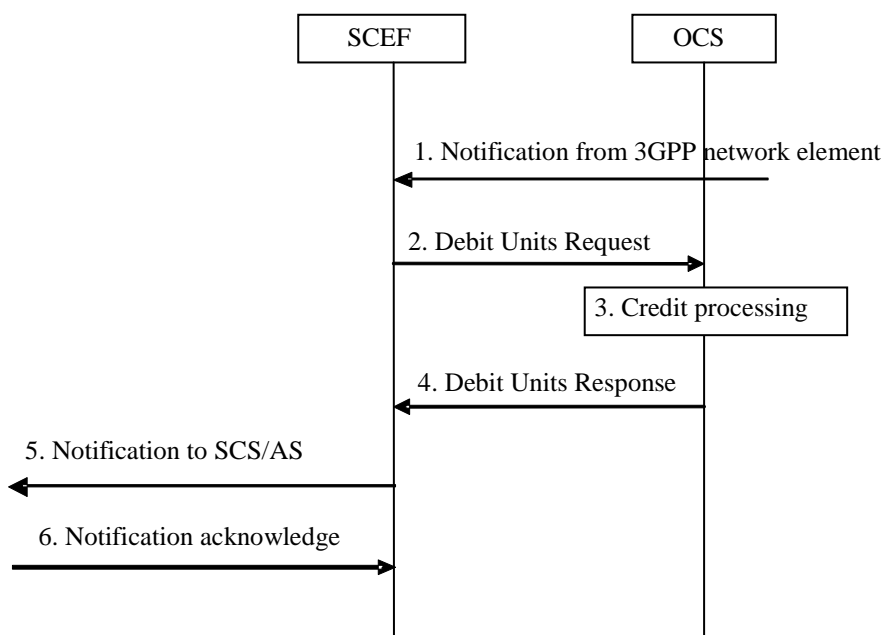 SCEF
OCS
1. Notification from 3GPP network element
2. Debit Units Request
3. Credit processing
4. Debit Units Response
5. Notification to SCS/AS
6. Notification acknowledge